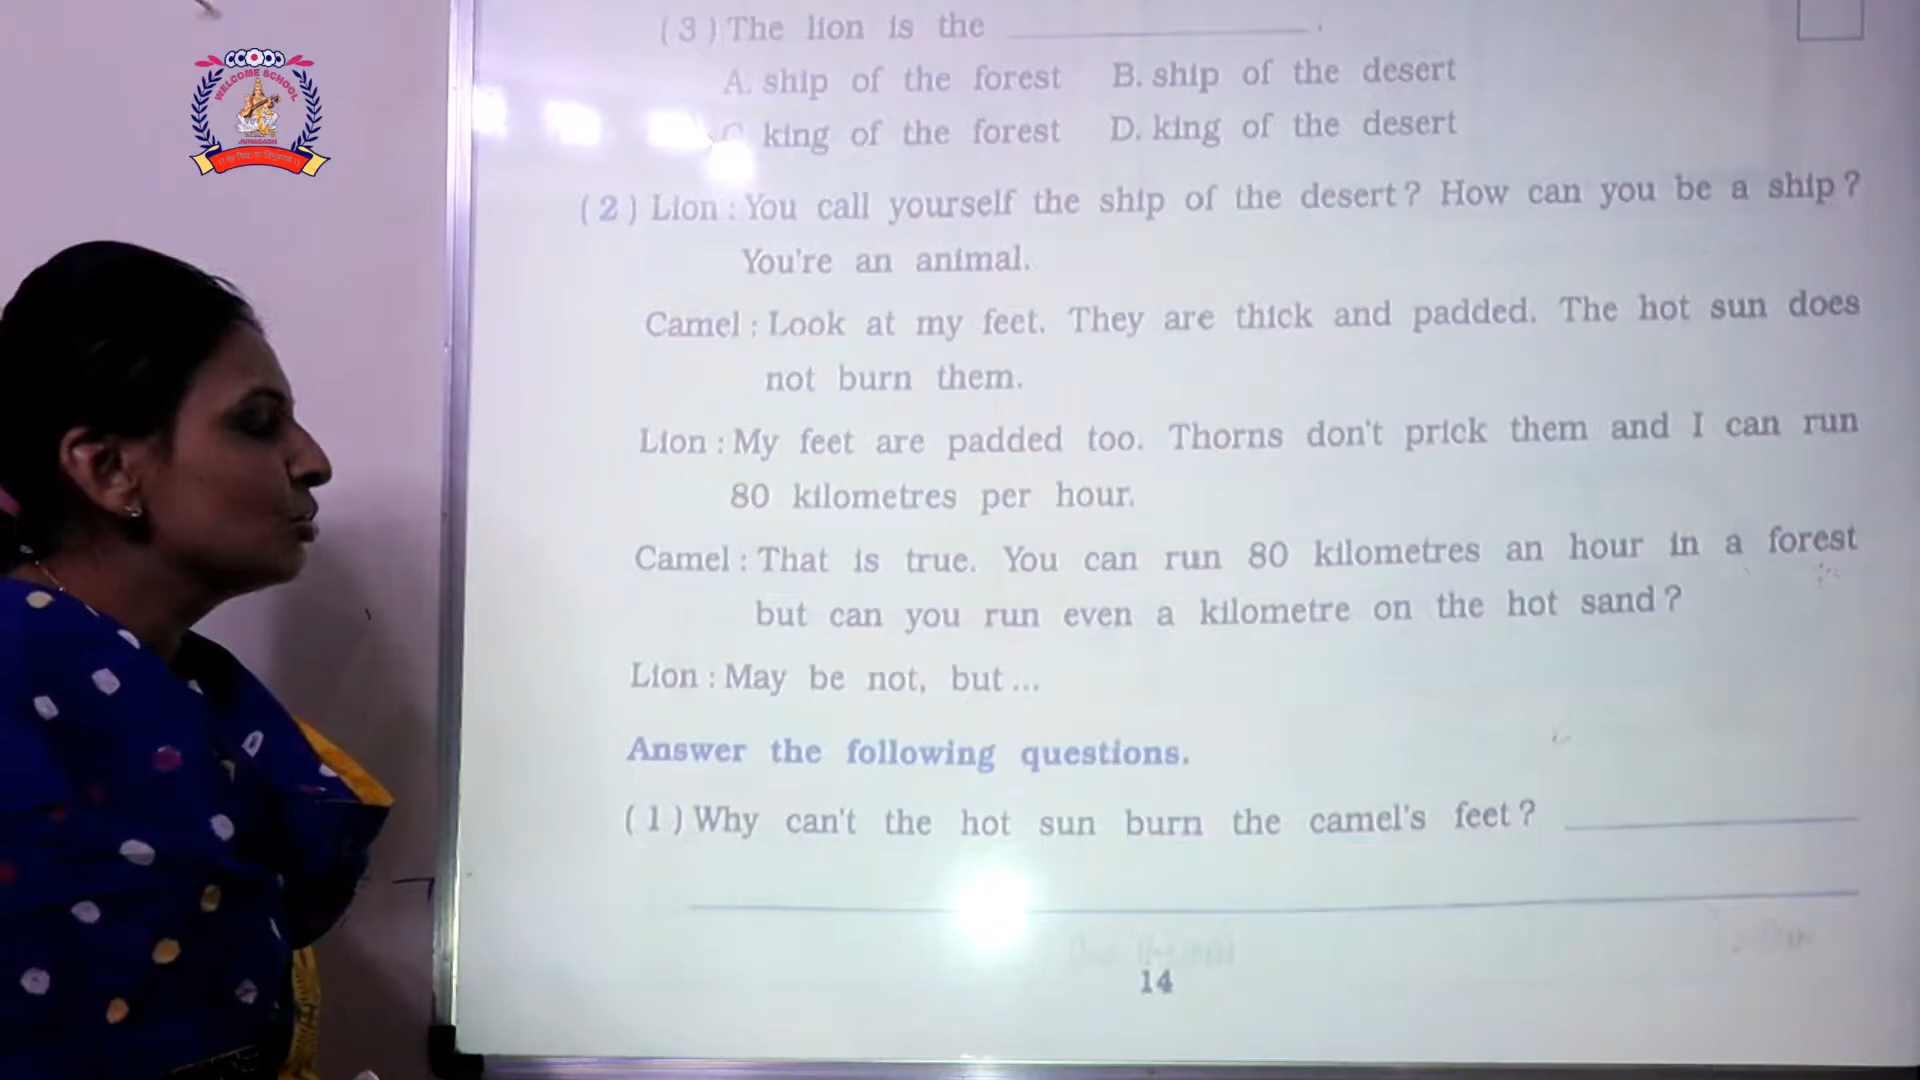 WELCOME SCHOOL
JUNAGADH
(3) The lion is the ________ .
A. ship of the forest B. ship of the desert
C. king of the forest D. king of the desert
(2) Lion : You call yourself the ship of the desert? How can you be a ship?
You're an animal.
Camel : Look at my feet. They are thick and padded. The hot sun does
not burn them.
Lion : My feet are padded too. Thorns don't prick them and I can run
80 kilometres per hour.
Camel : That is true. You can run 80 kilometres an hour in a forest
but can you run even a kilometre on the hot sand?
Lion : May be not, but ...
Answer the following questions.
(1) Why can't the hot sun burn the camel's feet? ________
14